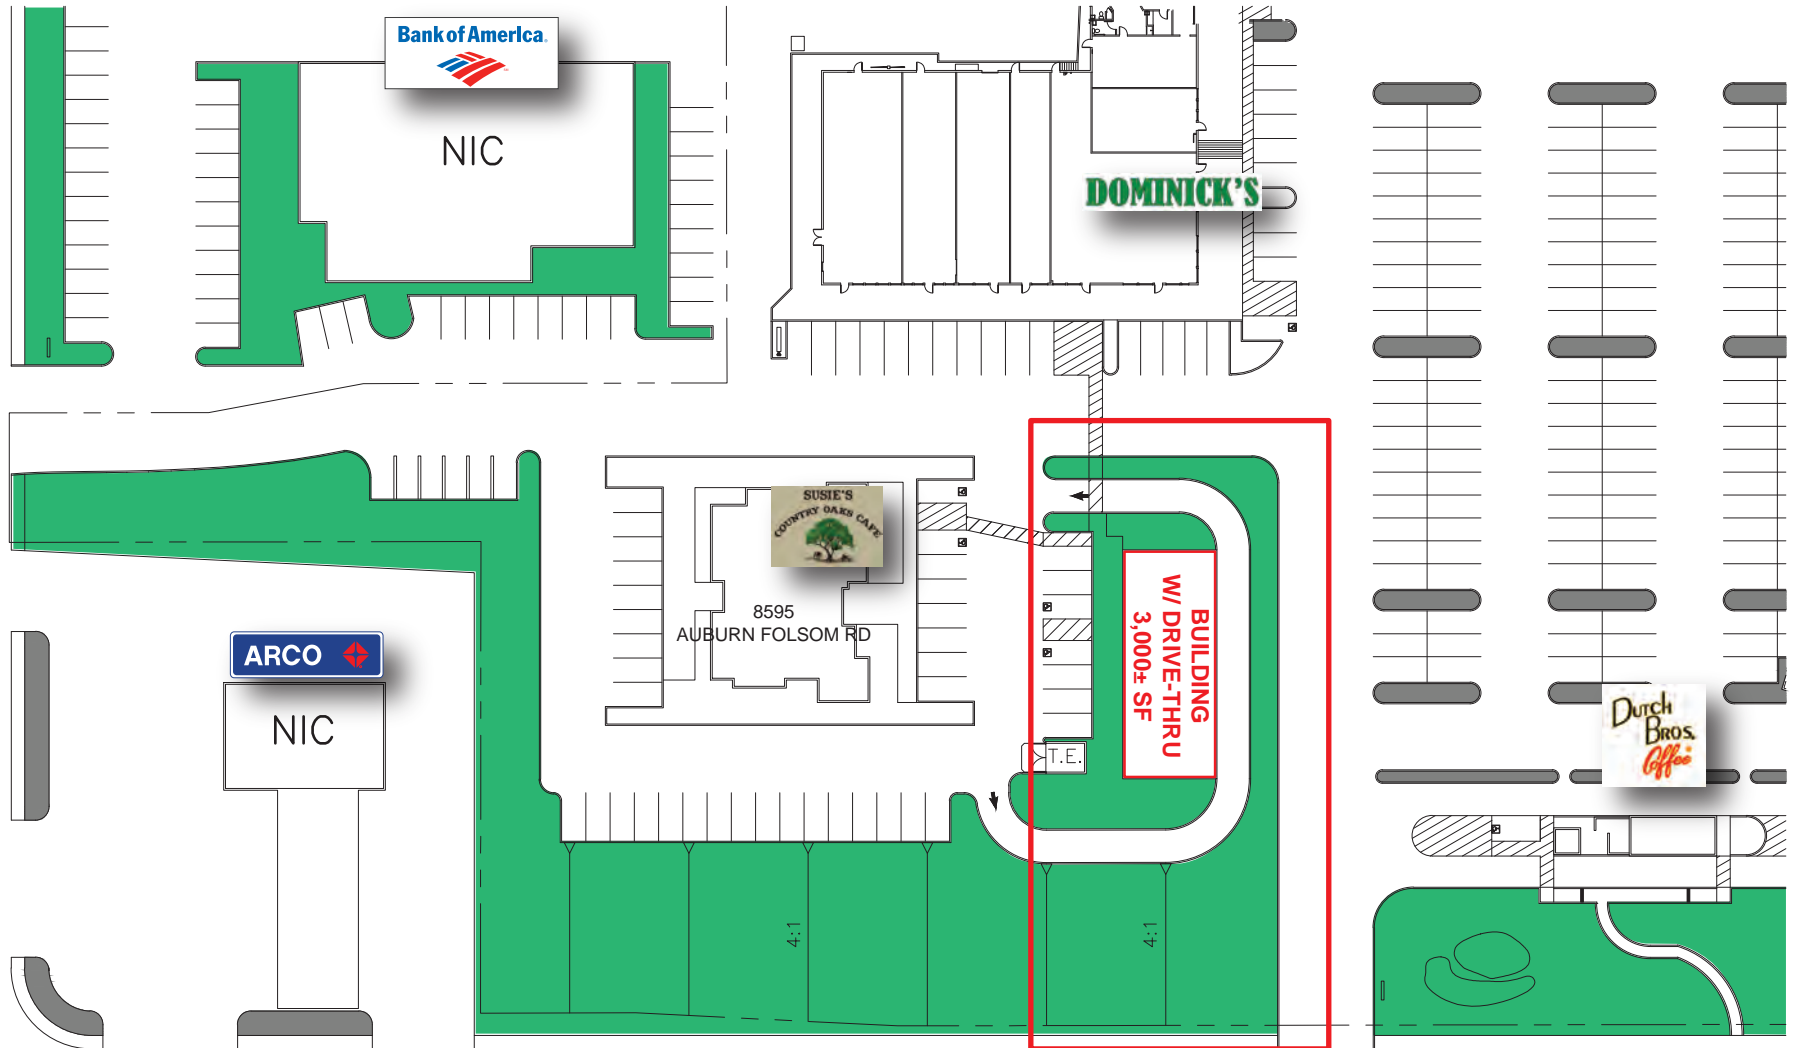 Bank of America
NIC
DOMINICK'S
SUSIE'S
COUNTRY OAKS CAFE
8595
AUBURN FOLSOM RD
BUILDING
W/ DRIVE-THRU
3,000± SF
ARCO
NIC
T.E.
DUTCH
BROS.
Coffee
4:1
4:1